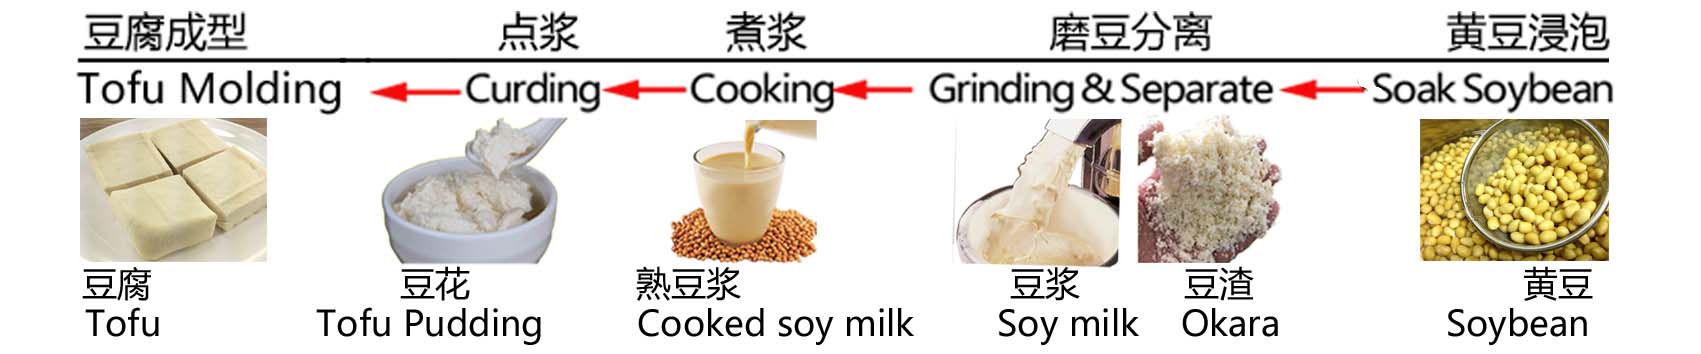 豆腐成型 点浆 煮浆 磨豆分离 黄豆浸泡
Tofu Molding Curding Cooking Grinding & Separate Soak Soybean
豆腐 豆花 熟豆浆 豆浆 豆渣 黄豆
Tofu Tofu Pudding Cooked soy milk Soy milk Okara Soybean